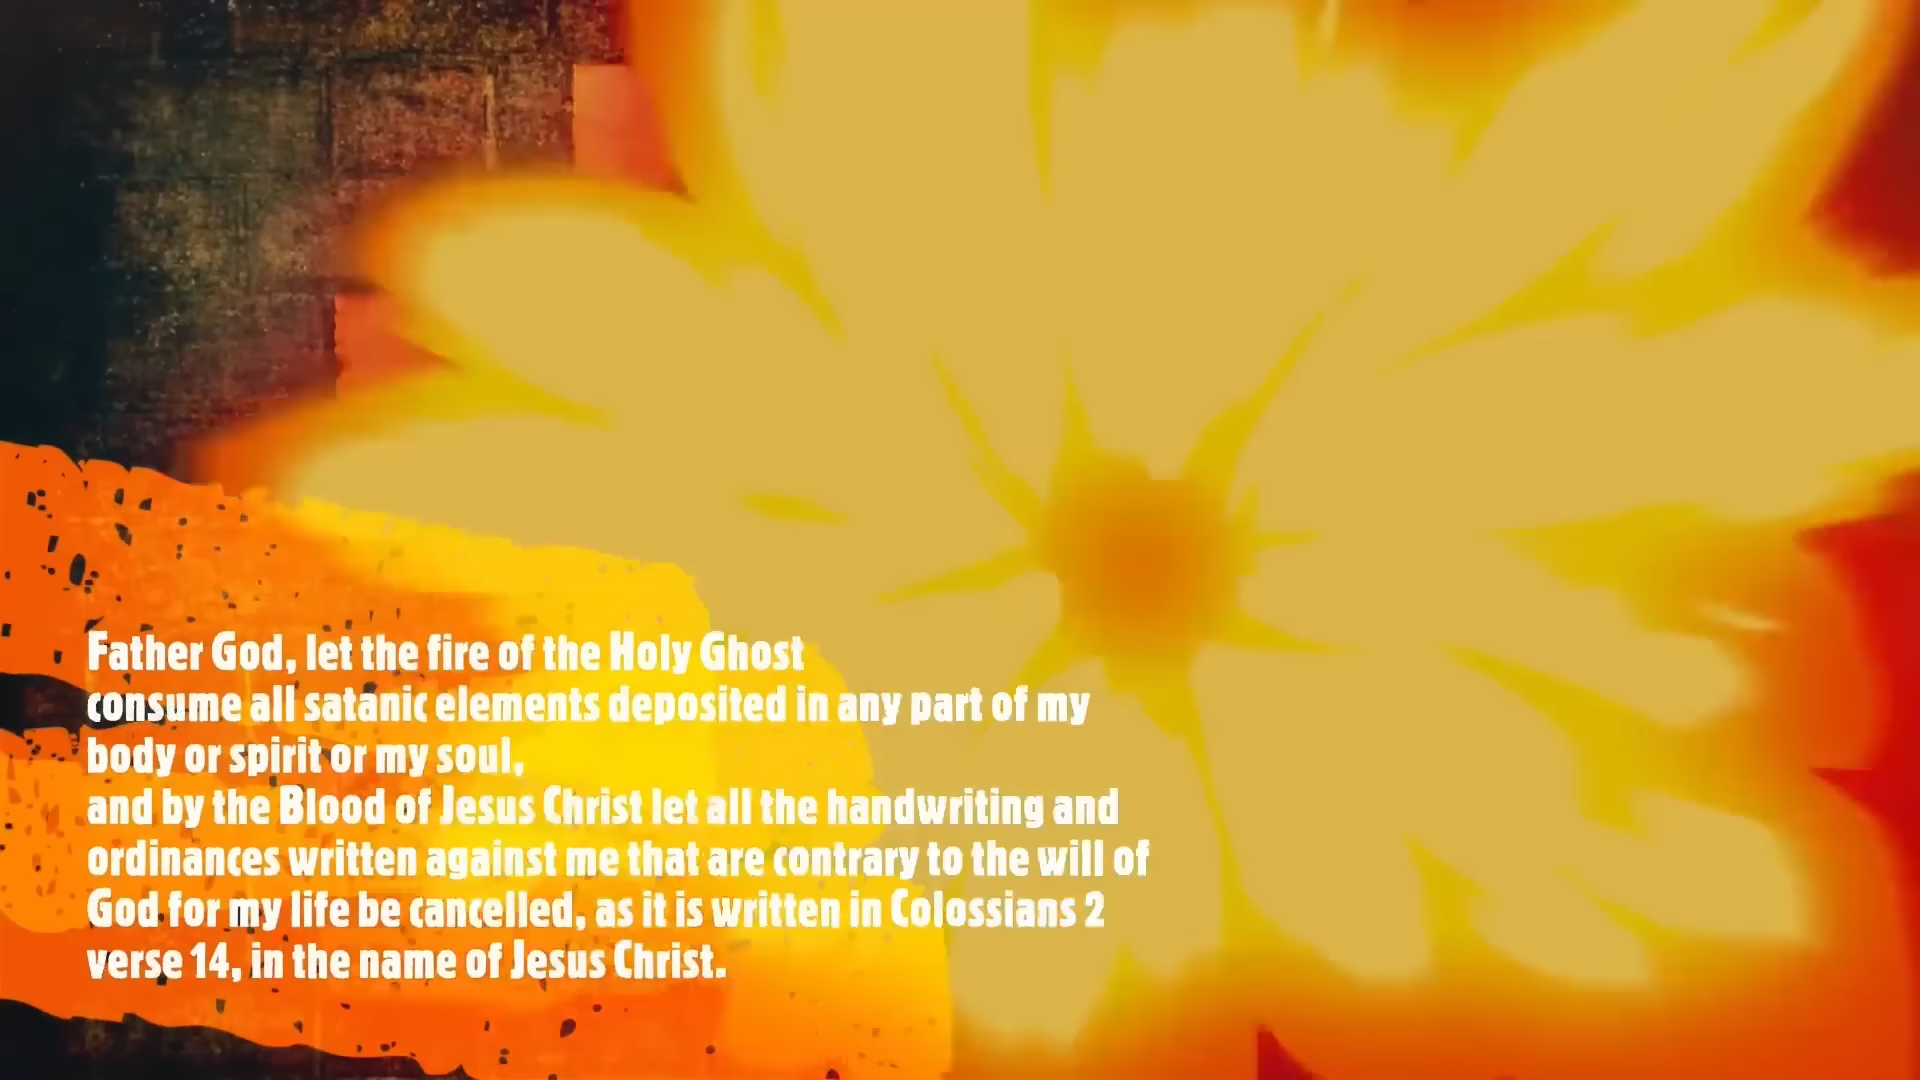 Father God, let the fire of the Holy Ghost
consume all satanic elements deposited in any part of my
body or spirit or my soul,
and by the Blood of Jesus Christ let all the handwriting and
ordinances written against me that are contrary to the will of
God for my life be cancelled, as it is written in Colossians 2
verse 14, in the name of Jesus Christ.